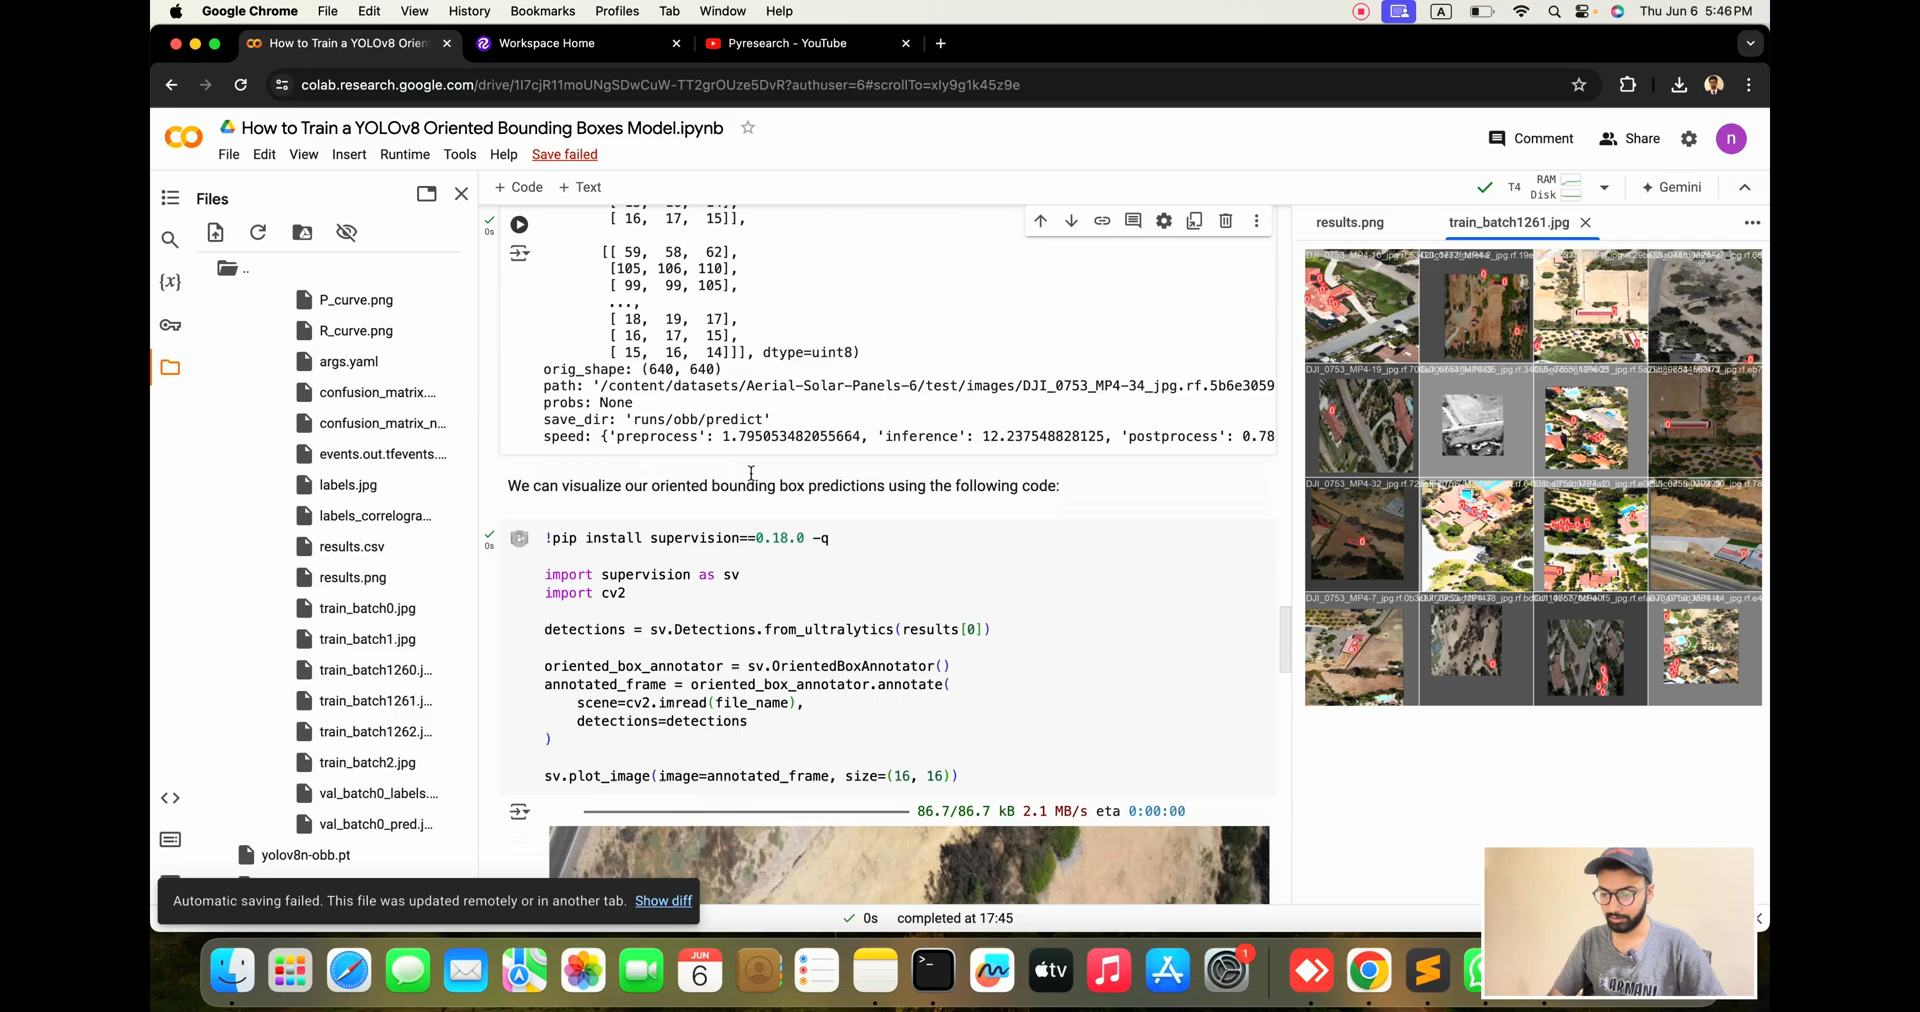 Google Chrome File Edit View History Bookmarks Profiles Tab Window Help
A
Thu Jun 6 5:46 PM
How to Train a YOLOv8 Orien
Workspace Home
Pyresearch - YouTube
colab.research.google.com/drive/1I7cjR11moUNgSDwCuW-TT2grOUze5DvR?authuser=6#scrollTo=xIy9g1k45z9e
How to Train a YOLOv8 Oriented Bounding Boxes Model.ipynb
Comment
Share
n
File Edit View Insert Runtime Tools Help Save failed
Files
+ Code + Text
T4
RAM
Disk
Gemini
results.png
train_batch1261.jpg
..
P_curve.png
R_curve.png
args.yaml
confusion_matrix....
confusion_matrix_n...
events.out.tfevents....
labels.jpg
labels_correlogra...
results.csv
results.png
train_batch0.jpg
train_batch1.jpg
train_batch1260.j...
train_batch1261.j...
train_batch1262.j...
train_batch2.jpg
val_batch0_labels....
val_batch0_pred.j...
yolov8n-obb.pt
0s
[ 16, 17, 15]],
[[ 59, 58, 62],
[105, 106, 110],
[ 99, 99, 105],
...,
[ 18, 19, 17],
[ 16, 17, 15],
[ 15, 16, 14]]], dtype=uint8)
orig_shape: (640, 640)
path: '/content/datasets/Aerial-Solar-Panels-6/test/images/DJI_0753_MP4-34_jpg.rf.5b6e3059
probs: None
save_dir: 'runs/obb/predict'
speed: {'preprocess': 1.795053482055664, 'inference': 12.237548828125, 'postprocess': 0.78
We can visualize our oriented bounding box predictions using the following code:
0s
!pip install supervision==0.18.0 -q
import supervision as sv
import cv2
detections = sv.Detections.from_ultralytics(results[0])
oriented_box_annotator = sv.OrientedBoxAnnotator()
annotated_frame = oriented_box_annotator.annotate(
scene=cv2.imread(file_name),
detections=detections
)
sv.plot_image(image=annotated_frame, size=(16, 16))
86.7/86.7 kB 2.1 MB/s eta 0:00:00
Automatic saving failed. This file was updated remotely or in another tab. Show diff
0s completed at 17:45
JUN
6
tv
1
ARMANI